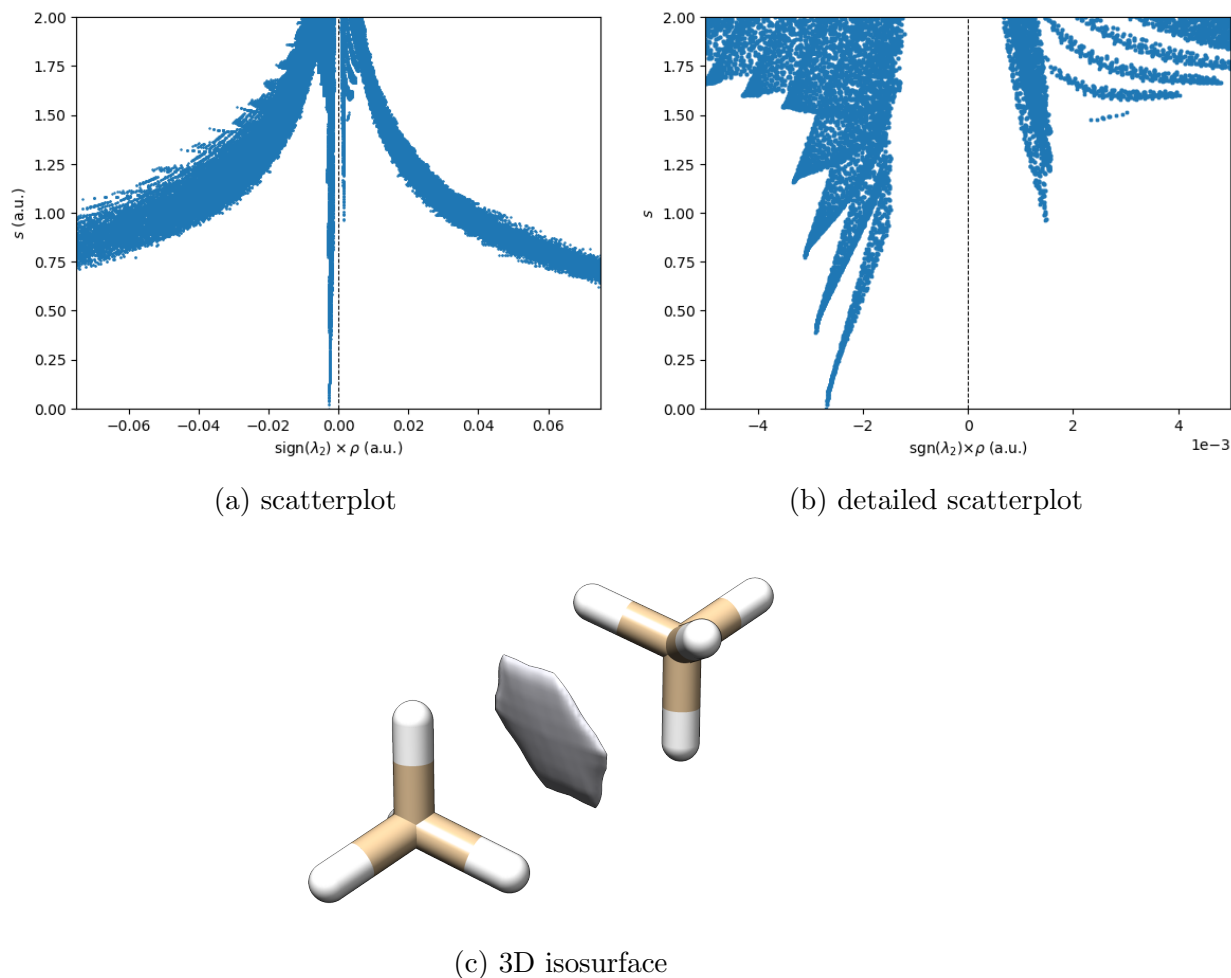 2.00
1.75
1.50
1.25
1.00
0.75
0.50
0.25
0.00
s (a.u.)
−0.06 −0.04 −0.02 0.00 0.02 0.04 0.06
sign(λ₂) × ρ (a.u.)
(a) scatterplot
2.00
1.75
1.50
1.25
1.00
0.75
0.50
0.25
0.00
s
−4 −2 0 2 4
1e−3
sgn(λ₂)×ρ (a.u.)
(b) detailed scatterplot
(c) 3D isosurface